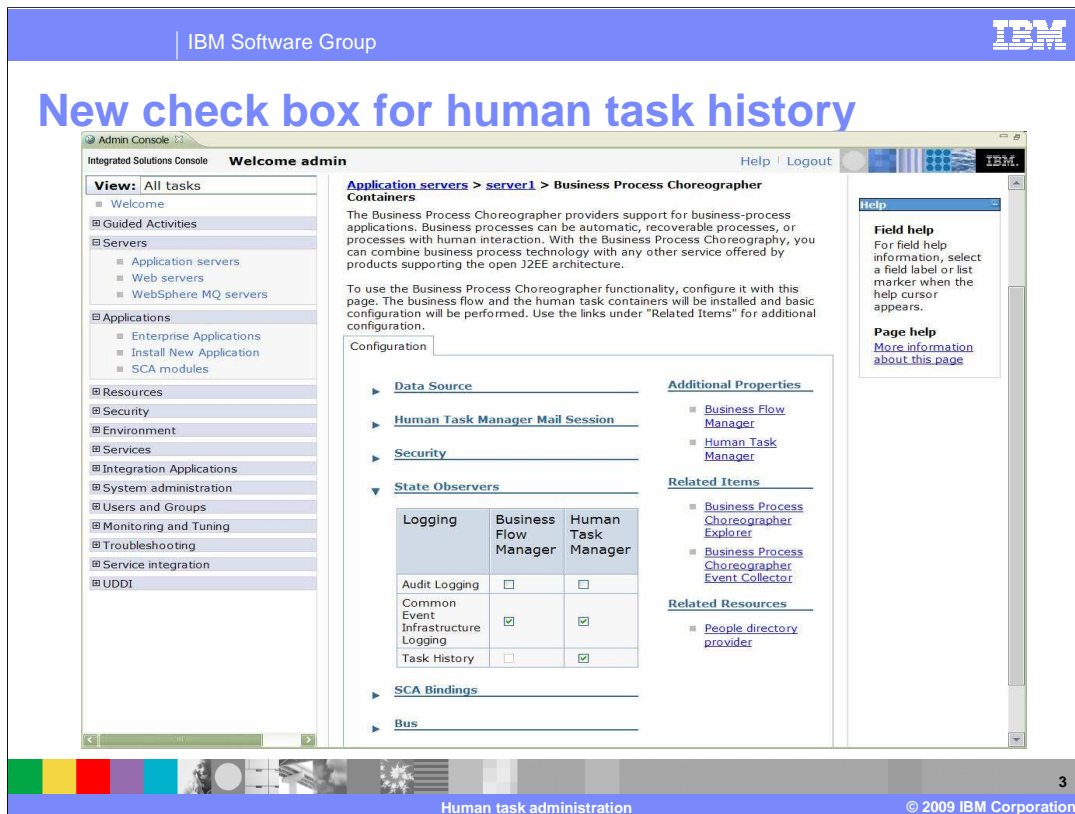 IBM Software Group
IBM
New check box for human task history
Admin Console
Integrated Solutions Console Welcome admin
Help | Logout
IBM.
View: All tasks
Welcome
Guided Activities
Servers
Application servers
Web servers
WebSphere MQ servers
Applications
Enterprise Applications
Install New Application
SCA modules
Resources
Security
Environment
Services
Integration Applications
System administration
Users and Groups
Monitoring and Tuning
Troubleshooting
Service integration
UDDI
Application servers > server1 > Business Process Choreographer
Containers
The Business Process Choreographer providers support for business-process
applications. Business processes can be automatic, recoverable processes, or
processes with human interaction. With the Business Process Choreography, you
can combine business process technology with any other service offered by
products supporting the open J2EE architecture.
To use the Business Process Choreographer functionality, configure it with this
page. The business flow and the human task containers will be installed and basic
configuration will be performed. Use the links under "Related Items" for additional
configuration.
Configuration
Data Source
Human Task Manager Mail Session
Security
State Observers
Logging
Business
Flow
Manager
Human
Task
Manager
Audit Logging
Common
Event
Infrastructure
Logging
Task History
SCA Bindings
Bus
Additional Properties
Business Flow
Manager
Human Task
Manager
Related Items
Business Process
Choreographer
Explorer
Business Process
Choreographer
Event Collector
Related Resources
People directory
provider
Help
Field help
For field help
information, select
a field label or list
marker when the
help cursor
appears.
Page help
More information
about this page
3
Human task administration
© 2009 IBM Corporation